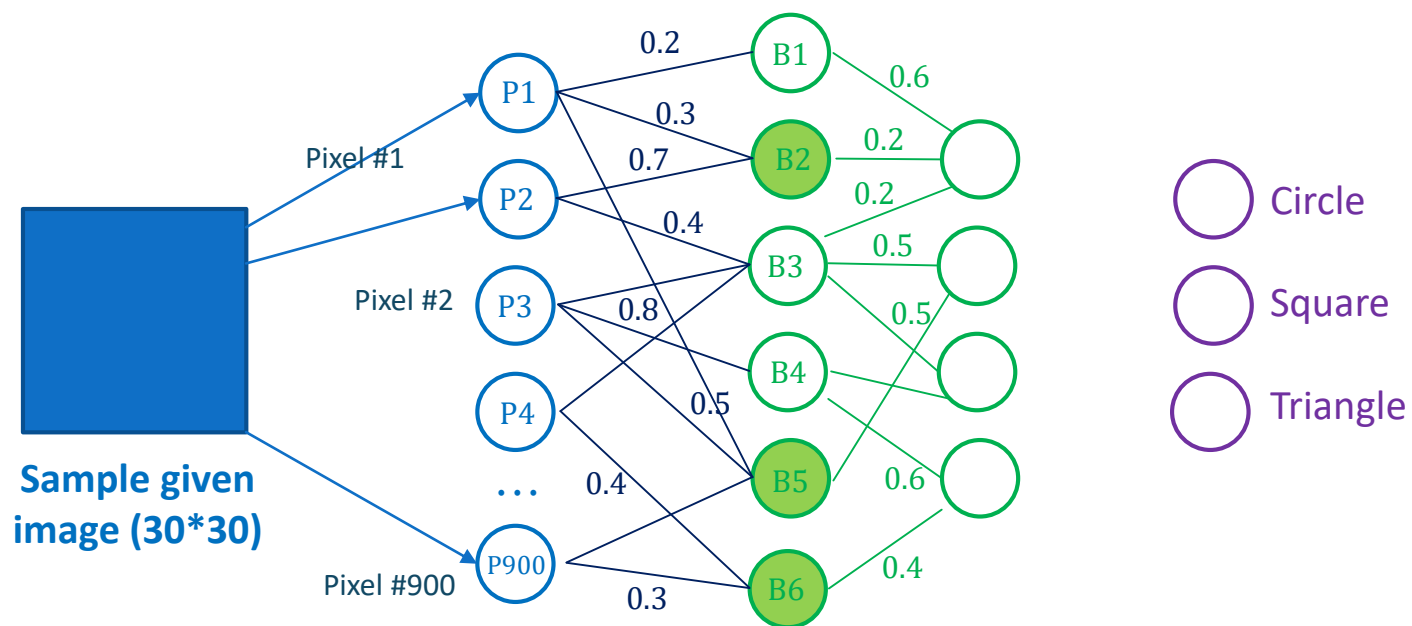 0.2
B1
P1
0.6
0.3
Pixel #1
0.7
B2
0.2
P2
0.2
Circle
0.4
0.5
B3
Pixel #2
P3
0.8
0.5
Square
B4
P4
0.5
Triangle
Sample given
image (30*30)
...
0.4
B5
0.6
P900
Pixel #900
0.3
B6
0.4